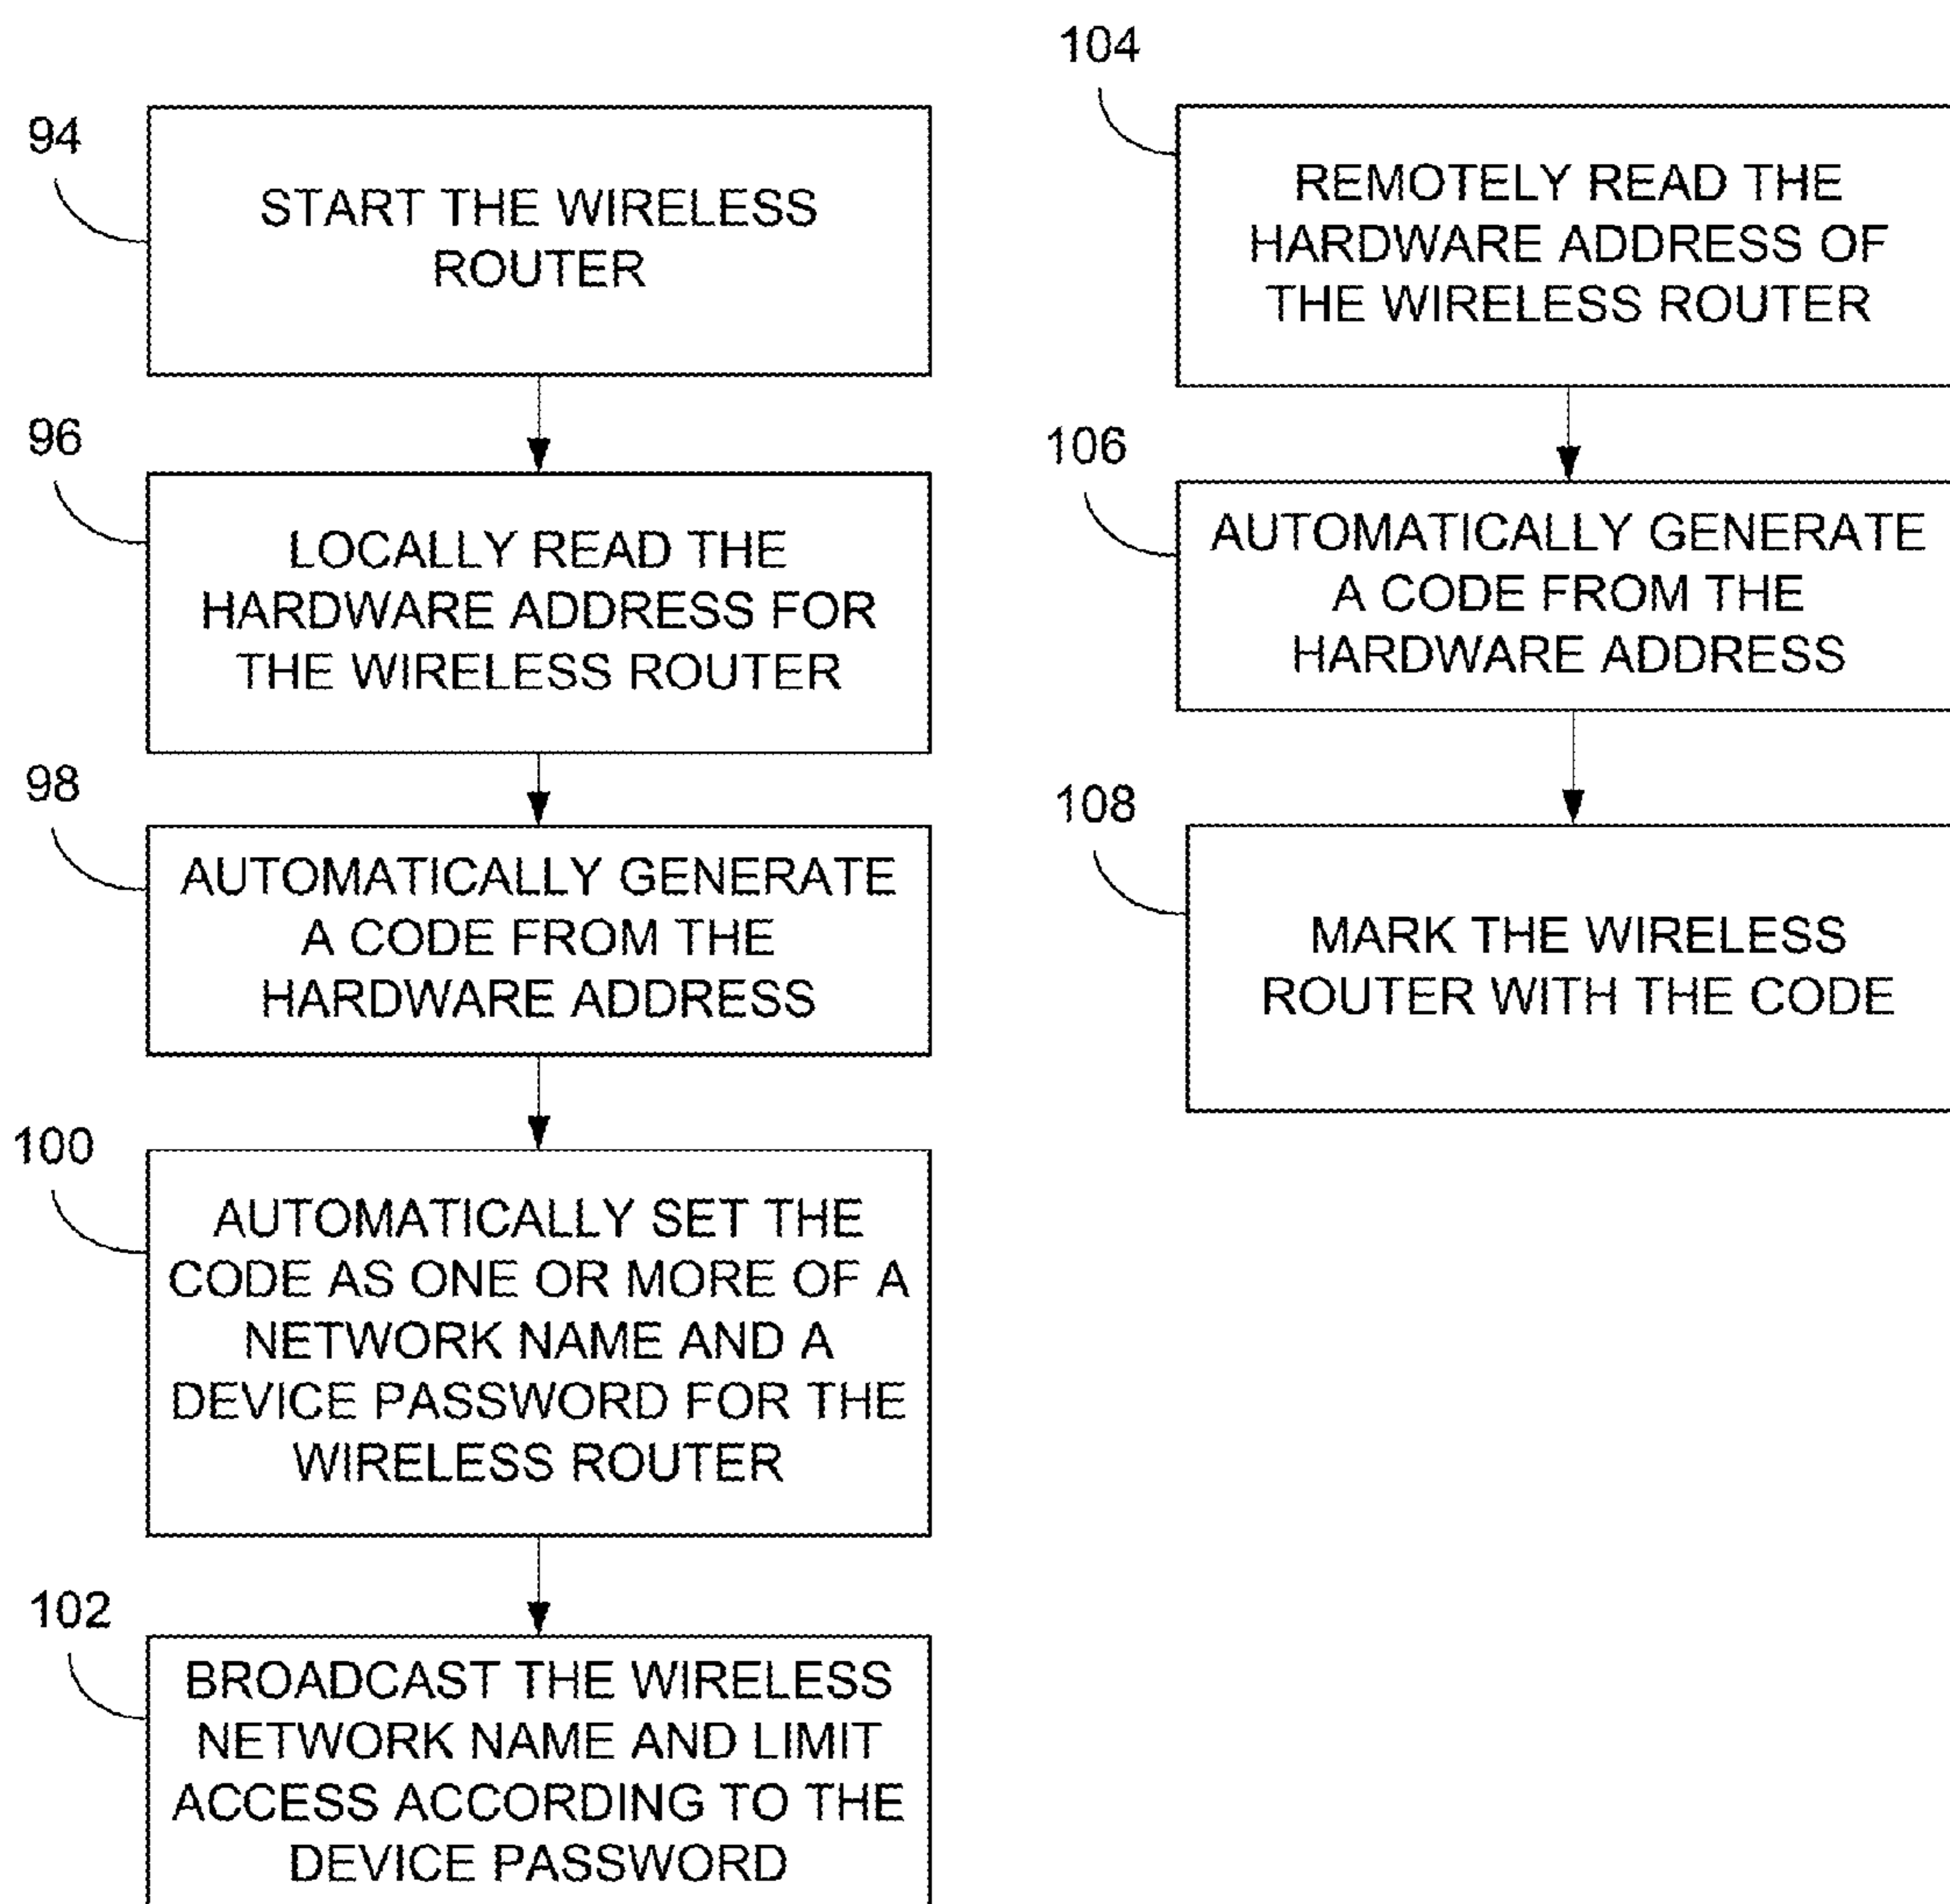 94
START THE WIRELESS
ROUTER
96
LOCALLY READ THE
HARDWARE ADDRESS FOR
THE WIRELESS ROUTER
98
AUTOMATICALLY GENERATE
A CODE FROM THE
HARDWARE ADDRESS
100
AUTOMATICALLY SET THE
CODE AS ONE OR MORE OF A
NETWORK NAME AND A
DEVICE PASSWORD FOR THE
WIRELESS ROUTER
102
BROADCAST THE WIRELESS
NETWORK NAME AND LIMIT
ACCESS ACCORDING TO THE
DEVICE PASSWORD
104
REMOTELY READ THE
HARDWARE ADDRESS OF
THE WIRELESS ROUTER
106
AUTOMATICALLY GENERATE
A CODE FROM THE
HARDWARE ADDRESS
108
MARK THE WIRELESS
ROUTER WITH THE CODE